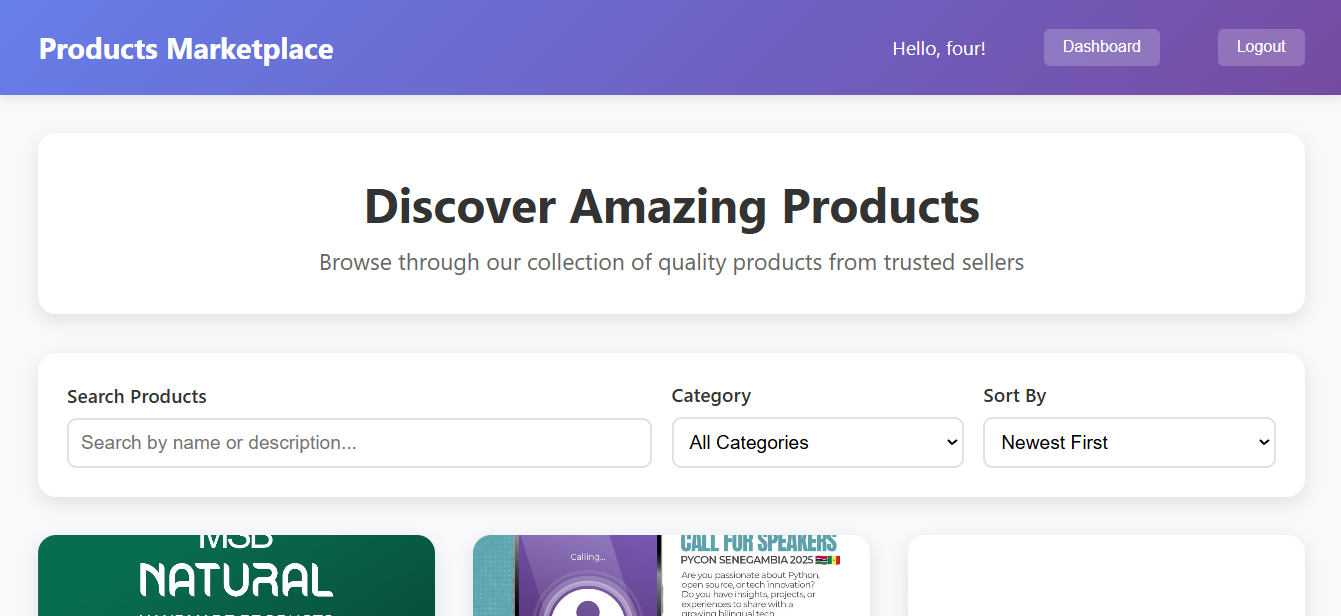 Products Marketplace
Hello, four!
Dashboard
Logout
Discover Amazing Products
Browse through our collection of quality products from trusted sellers
Search Products
Category
Sort By
Search by name or description...
All Categories
Newest First
MSB
NATURAL
HANDMADE PRODUCTS
Calling...
CALL FOR SPEAKERS
PYCON SENEGAMBIA 2025
Are you passionate about Python,
open source, or tech innovation?
Do you have insights, projects, or
experiences to share with a
growing bilingual tech